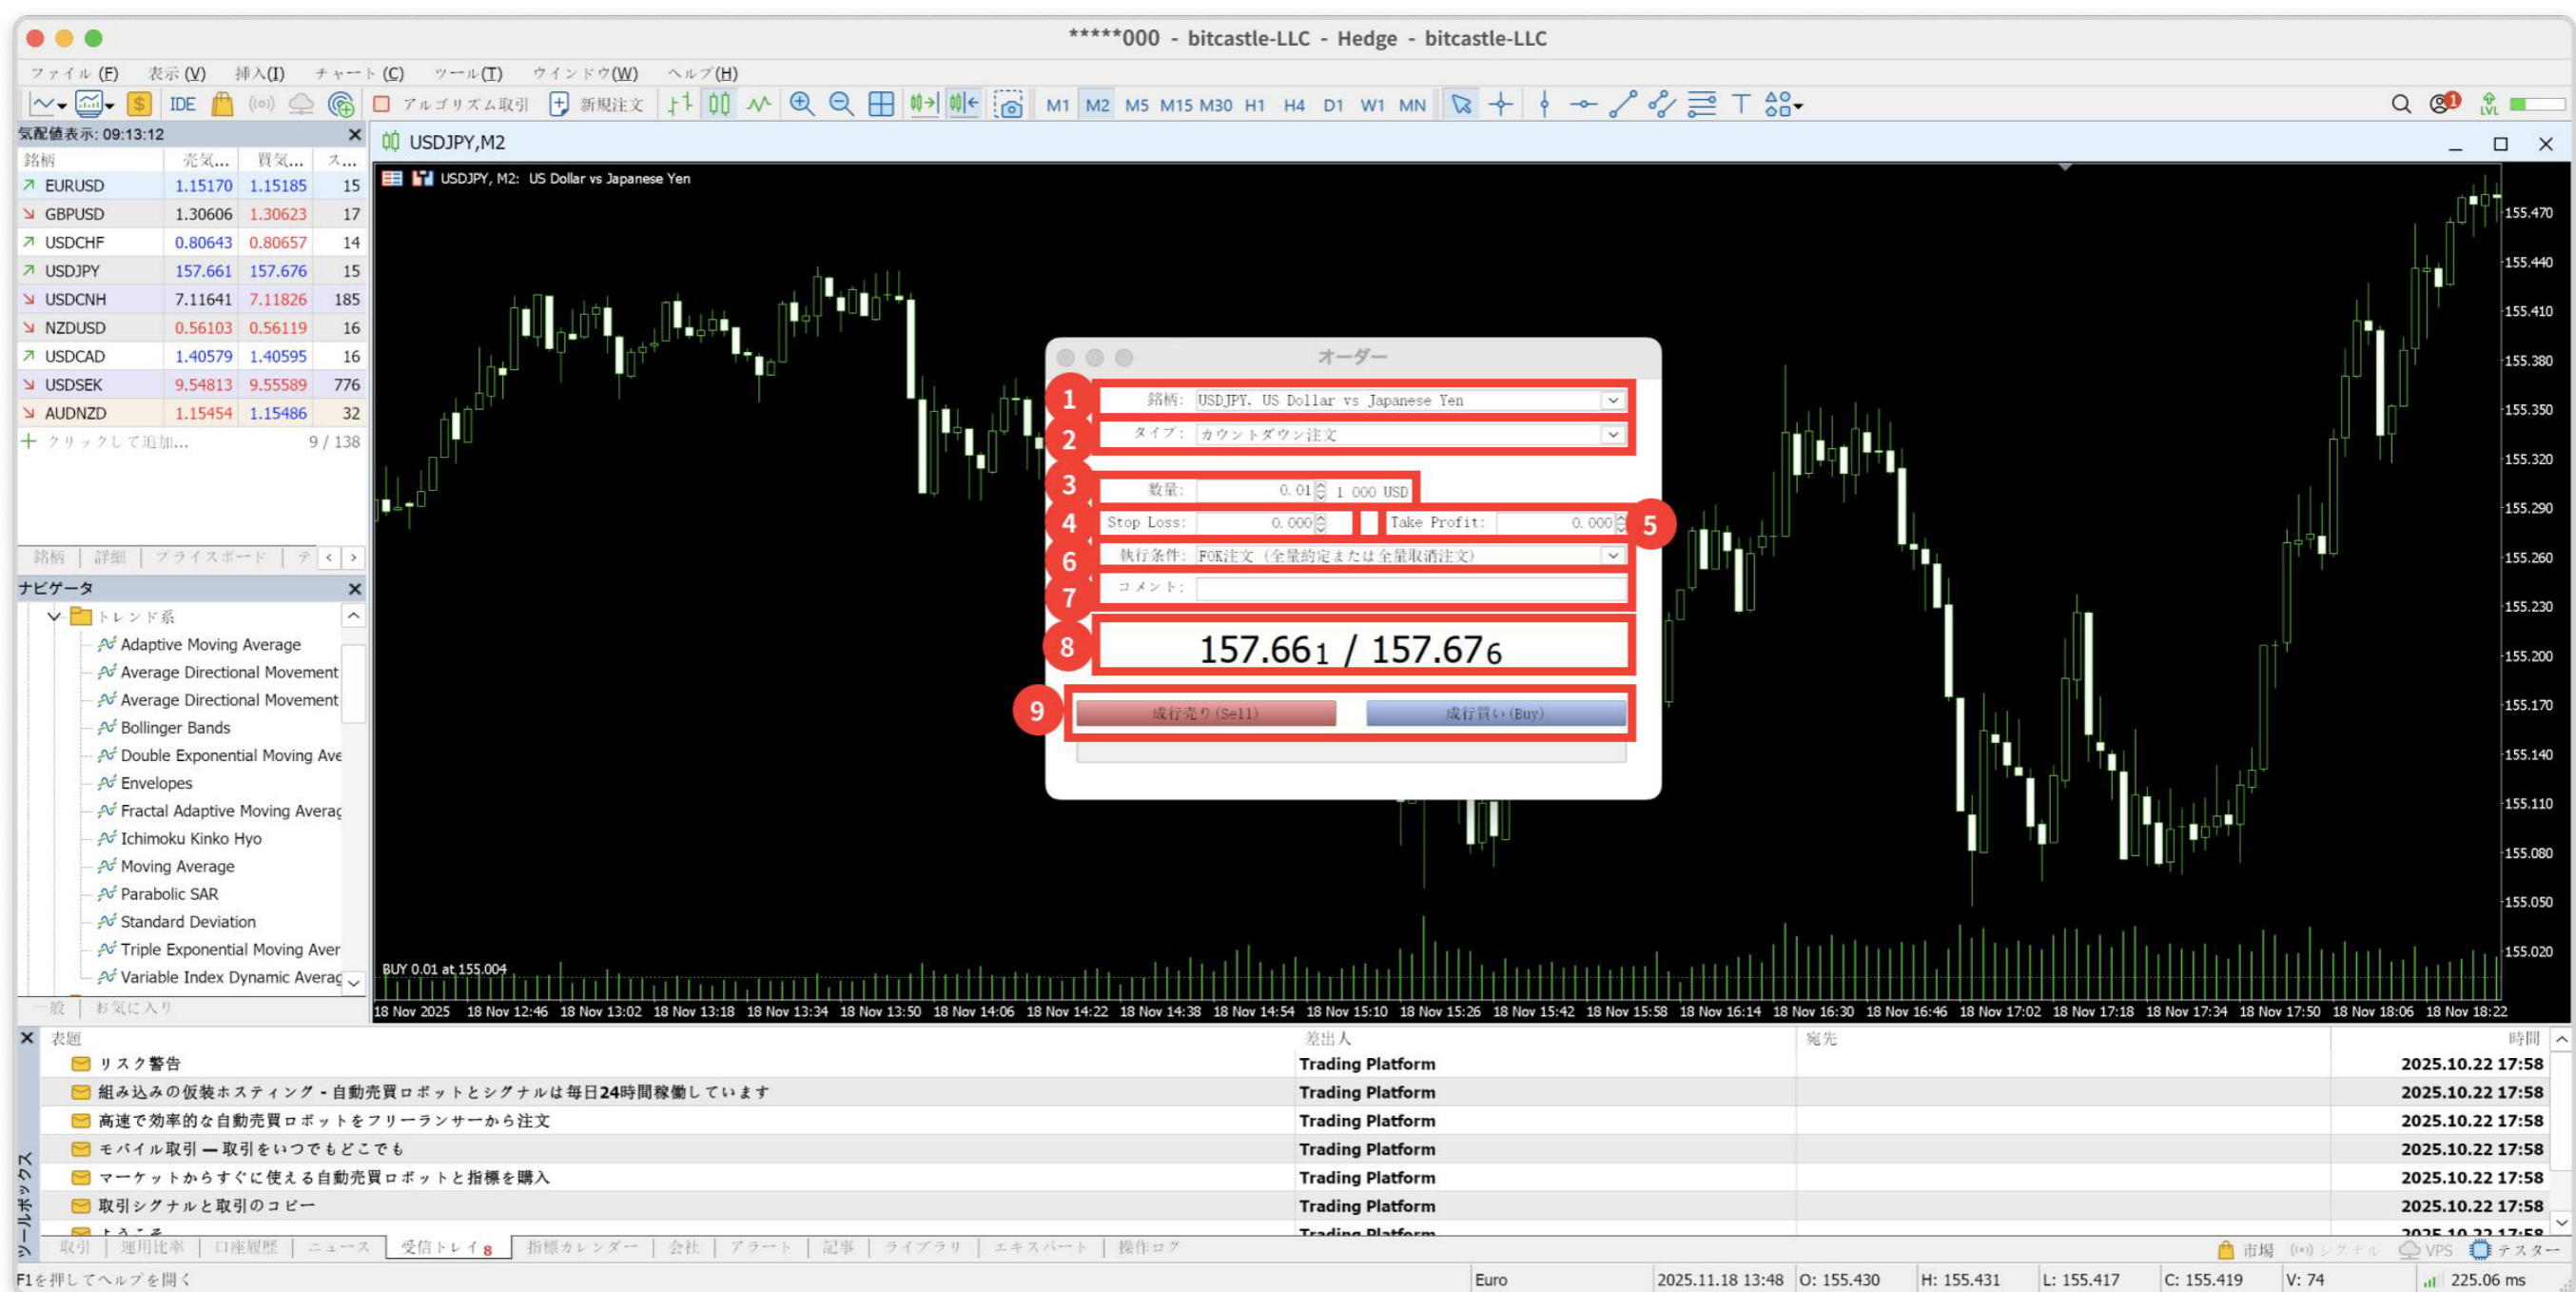 *****000 - bitcastle-LLC - Hedge - bitcastle-LLC
ファイル (F) 表示 (V) 挿入(I) チャート (C) ツール(T) ウインドウ(W) ヘルプ(H)
IDE アルゴリズム取引 新規注文 M1 M2 M5 M15 M30 H1 H4 D1 W1 MN 1 LVL
気配値表示: 09:13:12
銘柄 売気... 買気... ス...
EURUSD 1.15170 1.15185 15
GBPUSD 1.30606 1.30623 17
USDCHF 0.80643 0.80657 14
USDJPY 157.661 157.676 15
USDCNH 7.11641 7.11826 185
NZDUSD 0.56103 0.56119 16
USDCAD 1.40579 1.40595 16
USDSEK 9.54813 9.55589 776
AUDNZD 1.15454 1.15486 32
クリックして追加... 9 / 138
銘柄 詳細 プライスボード テ
ナビゲータ
トレンド系
Adaptive Moving Average
Average Directional Movement
Average Directional Movement
Bollinger Bands
Double Exponential Moving Ave
Envelopes
Fractal Adaptive Moving Averag
Ichimoku Kinko Hyo
Moving Average
Parabolic SAR
Standard Deviation
Triple Exponential Moving Aver
Variable Index Dynamic Averag
一般 お気に入り
USDJPY,M2
USDJPY, M2: US Dollar vs Japanese Yen
155.470
155.440
155.410
155.380
155.350
155.320
155.290
155.260
155.230
155.200
155.170
155.140
155.110
155.080
155.050
155.020
BUY 0.01 at 155.004
18 Nov 2025 18 Nov 12:46 18 Nov 13:02 18 Nov 13:18 18 Nov 13:34 18 Nov 13:50 18 Nov 14:06 18 Nov 14:22 18 Nov 14:38 18 Nov 14:54 18 Nov 15:10 18 Nov 15:26 18 Nov 15:42 18 Nov 15:58 18 Nov 16:14 18 Nov 16:30 18 Nov 16:46 18 Nov 17:02 18 Nov 17:18 18 Nov 17:34 18 Nov 17:50 18 Nov 18:06 18 Nov 18:22
オーダー
1 銘柄: USDJPY, US Dollar vs Japanese Yen
2 タイプ: カウントダウン注文
3 数量: 0.01 1 000 USD
4 Stop Loss: 0.000 Take Profit: 0.000 5
6 執行条件: FOK注文 (全量約定または全量取消注文)
7 コメント:
8 157.661 / 157.676
9 成行売り(Sell) 成行買い(Buy)
表題 差出人 宛先 時間
リスク警告 Trading Platform 2025.10.22 17:58
組み込みの仮装ホスティング - 自動売買ロボットとシグナルは毎日24時間稼働しています Trading Platform 2025.10.22 17:58
高速で効率的な自動売買ロボットをフリーランサーから注文 Trading Platform 2025.10.22 17:58
モバイル取引 — 取引をいつでもどこでも Trading Platform 2025.10.22 17:58
マーケットからすぐに使える自動売買ロボットと指標を購入 Trading Platform 2025.10.22 17:58
取引シグナルと取引のコピー Trading Platform 2025.10.22 17:58
ようこそ Trading Platform 2025.10.22 17:58
ツールボックス
取引 運用比率 口座履歴 ニュース 受信トレイ8 指標カレンダー 会社 アラート 記事 ライブラリ エキスパート 操作ログ 市場 シグナル VPS テスター
F1を押してヘルプを開く Euro 2025.11.18 13:48 O: 155.430 H: 155.431 L: 155.417 C: 155.419 V: 74 225.06 ms